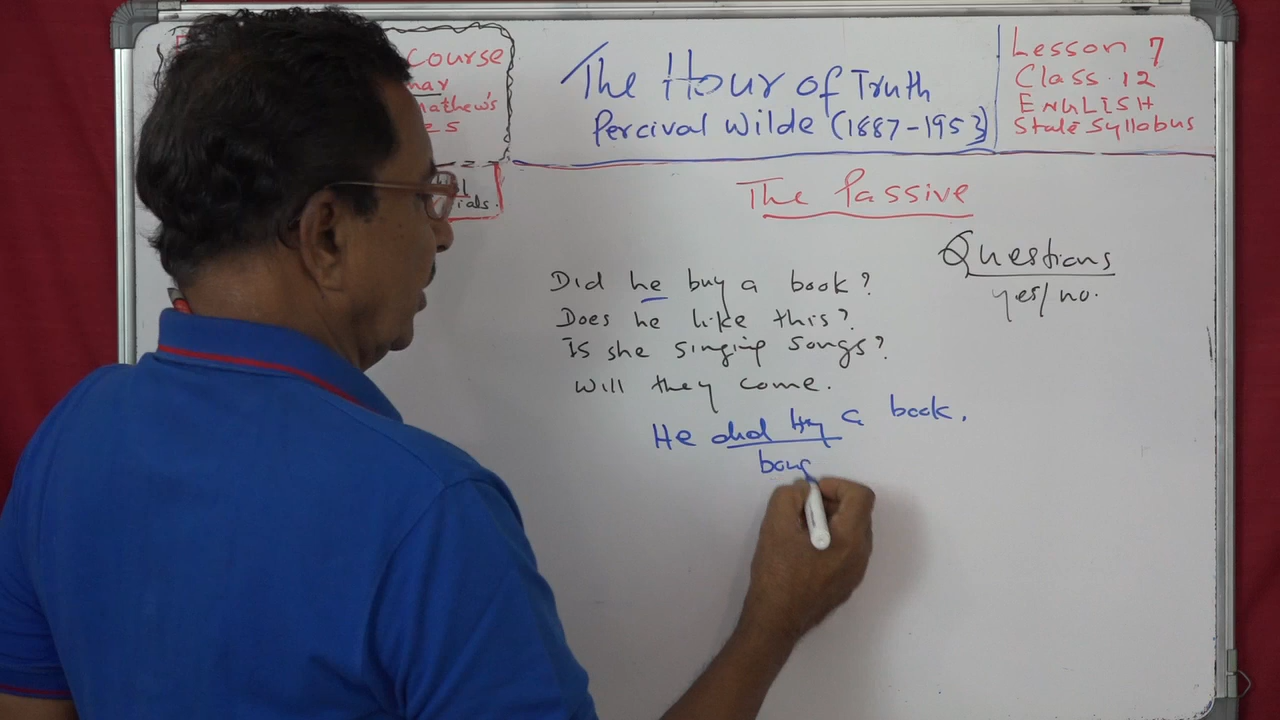 Course
mathew's
The Hour of Truth
Percival Wilde (1887-1953)
Lesson 7
Class 12
ENGLISH
State Syllabus
The Passive
Questions
yes/no.
Did he buy a book?
Does he like this?
Is she singing songs?
Will they come.
He did buy a book.
boug